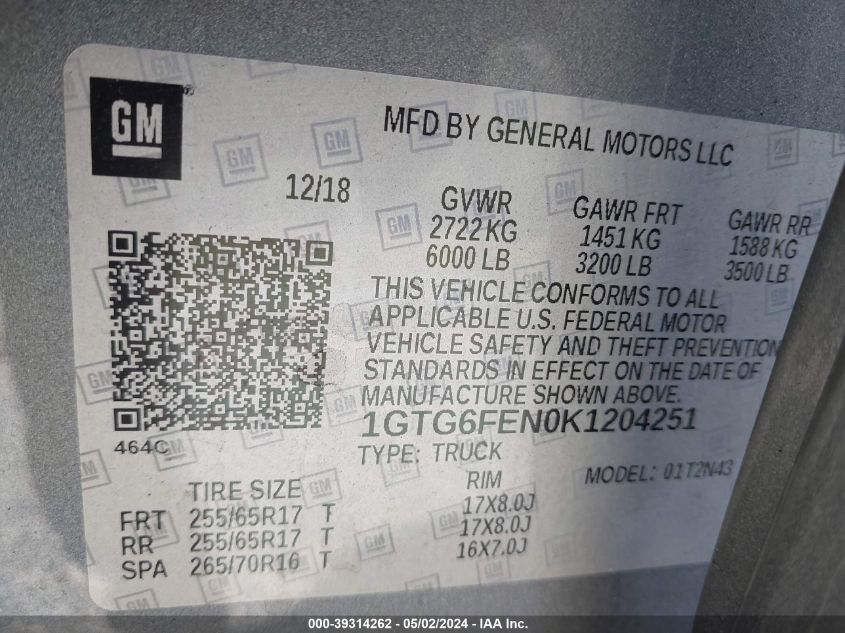 GM
MFD BY GENERAL MOTORS LLC
12/18
GVWR GAWR FRT GAWR RR
2722 KG 1451 KG 1588 KG
6000 LB 3200 LB 3500 LB
THIS VEHICLE CONFORMS TO ALL
APPLICABLE U.S. FEDERAL MOTOR
VEHICLE SAFETY AND THEFT PREVENTION
STANDARDS IN EFFECT ON THE DATE OF
MANUFACTURE SHOWN ABOVE.
1GTG6FEN0K1204251
464C
TYPE: TRUCK MODEL: 01T2N43
TIRE SIZE RIM
FRT 255/65R17 T 17X8.0J
RR 255/65R17 T 17X8.0J
SPA 265/70R16 T 16X7.0J
000-39314262 - 05/02/2024 - IAA Inc.